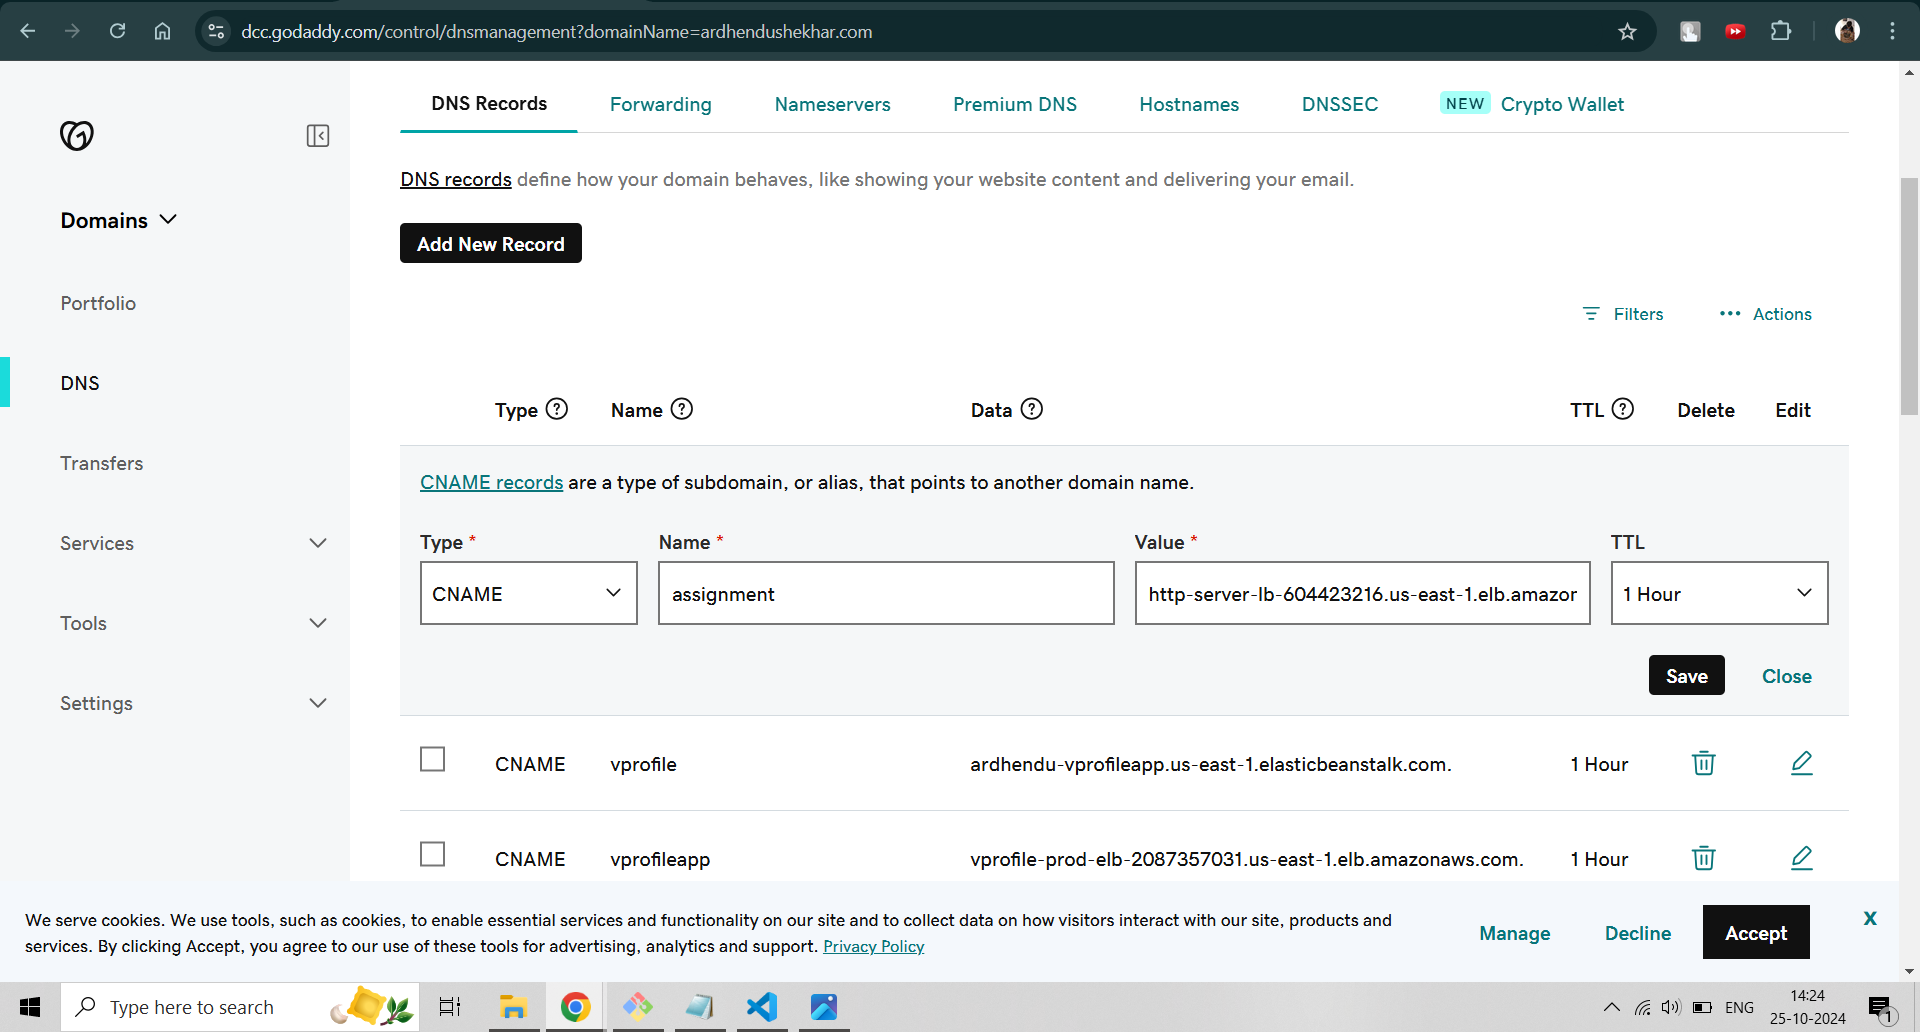 dcc.godaddy.com/control/dnsmanagement?domainName=ardhendushekhar.com
DNS Records Forwarding Nameservers Premium DNS Hostnames DNSSEC NEW Crypto Wallet
DNS records define how your domain behaves, like showing your website content and delivering your email.
Domains
Add New Record
Portfolio
Filters ··· Actions
DNS
Type ? Name ? Data ? TTL ? Delete Edit
Transfers
CNAME records are a type of subdomain, or alias, that points to another domain name.
Services
Type * Name * Value * TTL
CNAME assignment http-server-lb-604423216.us-east-1.elb.amazor 1 Hour
Tools
Save Close
Settings
CNAME vprofile ardhendu-vprofileapp.us-east-1.elasticbeanstalk.com. 1 Hour
CNAME vprofileapp vprofile-prod-elb-2087357031.us-east-1.elb.amazonaws.com. 1 Hour
We serve cookies. We use tools, such as cookies, to enable essential services and functionality on our site and to collect data on how visitors interact with our site, products and
services. By clicking Accept, you agree to our use of these tools for advertising, analytics and support. Privacy Policy
Manage Decline Accept X
Type here to search
ENG
14:24
25-10-2024
1